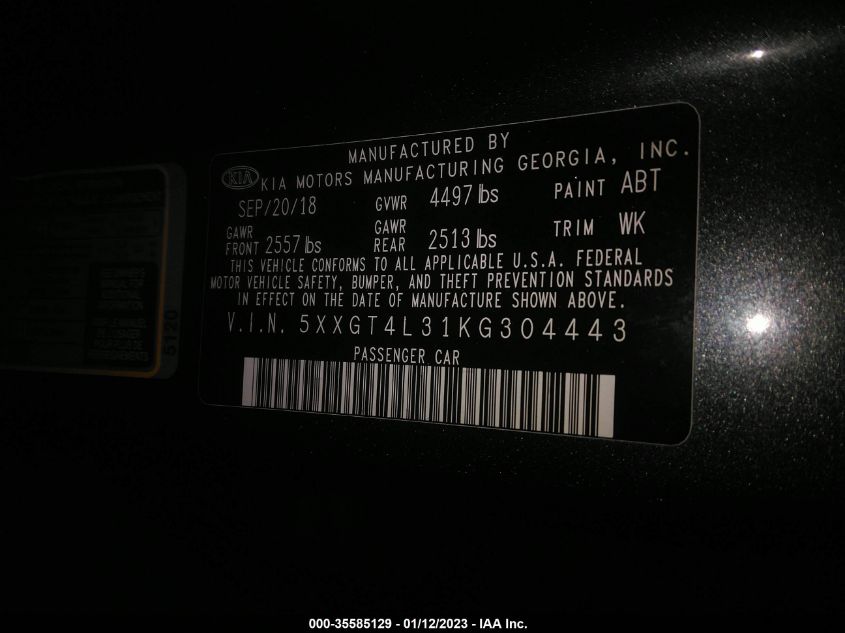 MANUFACTURED BY
KIA KIA MOTORS MANUFACTURING GEORGIA, INC.
SEP/20/18 GVWR 4497 lbs PAINT ABT
GAWR FRONT 2557 lbs GAWR REAR 2513 lbs TRIM WK
THIS VEHICLE CONFORMS TO ALL APPLICABLE U.S.A. FEDERAL
MOTOR VEHICLE SAFETY, BUMPER, AND THEFT PREVENTION STANDARDS
IN EFFECT ON THE DATE OF MANUFACTURE SHOWN ABOVE.
V.I.N. 5XXGT4L31KG304443
PASSENGER CAR
5120
000-35585129 - 01/12/2023 - IAA Inc.